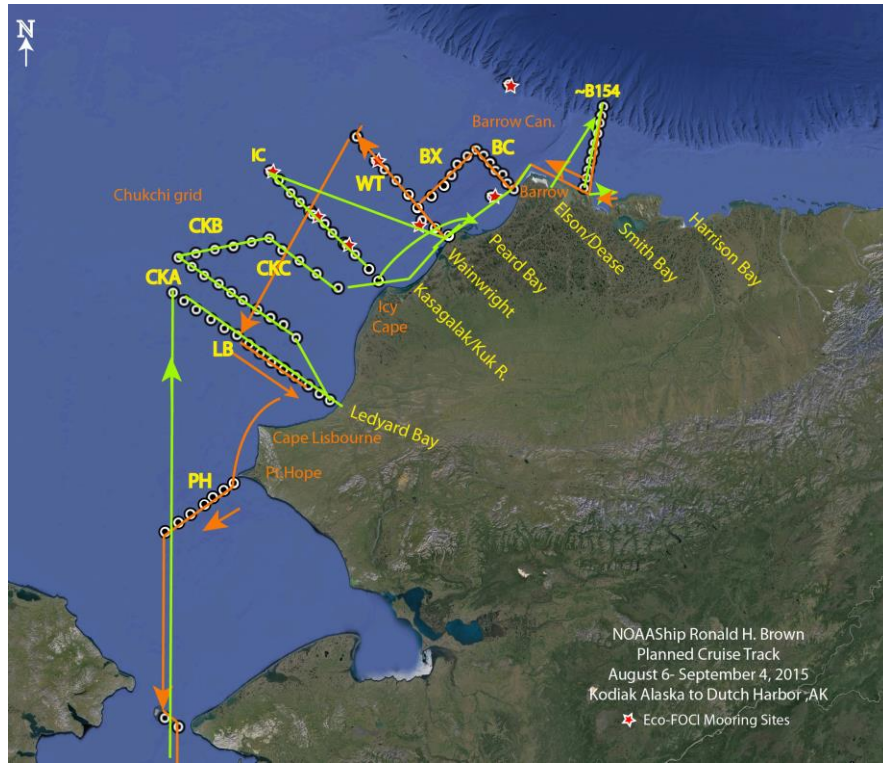 N
~B154
Barrow Can.
IC
BX
BC
WT
Chukchi grid
Barrow
CKB
CKC
CKA
Elson/Dease
Smith Bay
Harrison Bay
Peard Bay
Wainwright
Kasagalak/Kuk R.
Icy
Cape
LB
Ledyard Bay
Cape Lisbourne
Pt.Hope
PH
NOAAShip Ronald H. Brown
Planned Cruise Track
August 6- September 4, 2015
Kodiak Alaska to Dutch Harbor ,AK
Eco-FOCI Mooring Sites